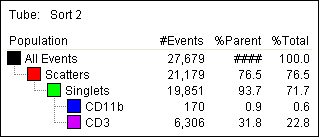 Tube: Sort 2
Population #Events %Parent %Total
All Events 27,679 #### 100.0
Scatters 21,179 76.5 76.5
Singlets 19,851 93.7 71.7
CD11b 170 0.9 0.6
CD3 6,306 31.8 22.8